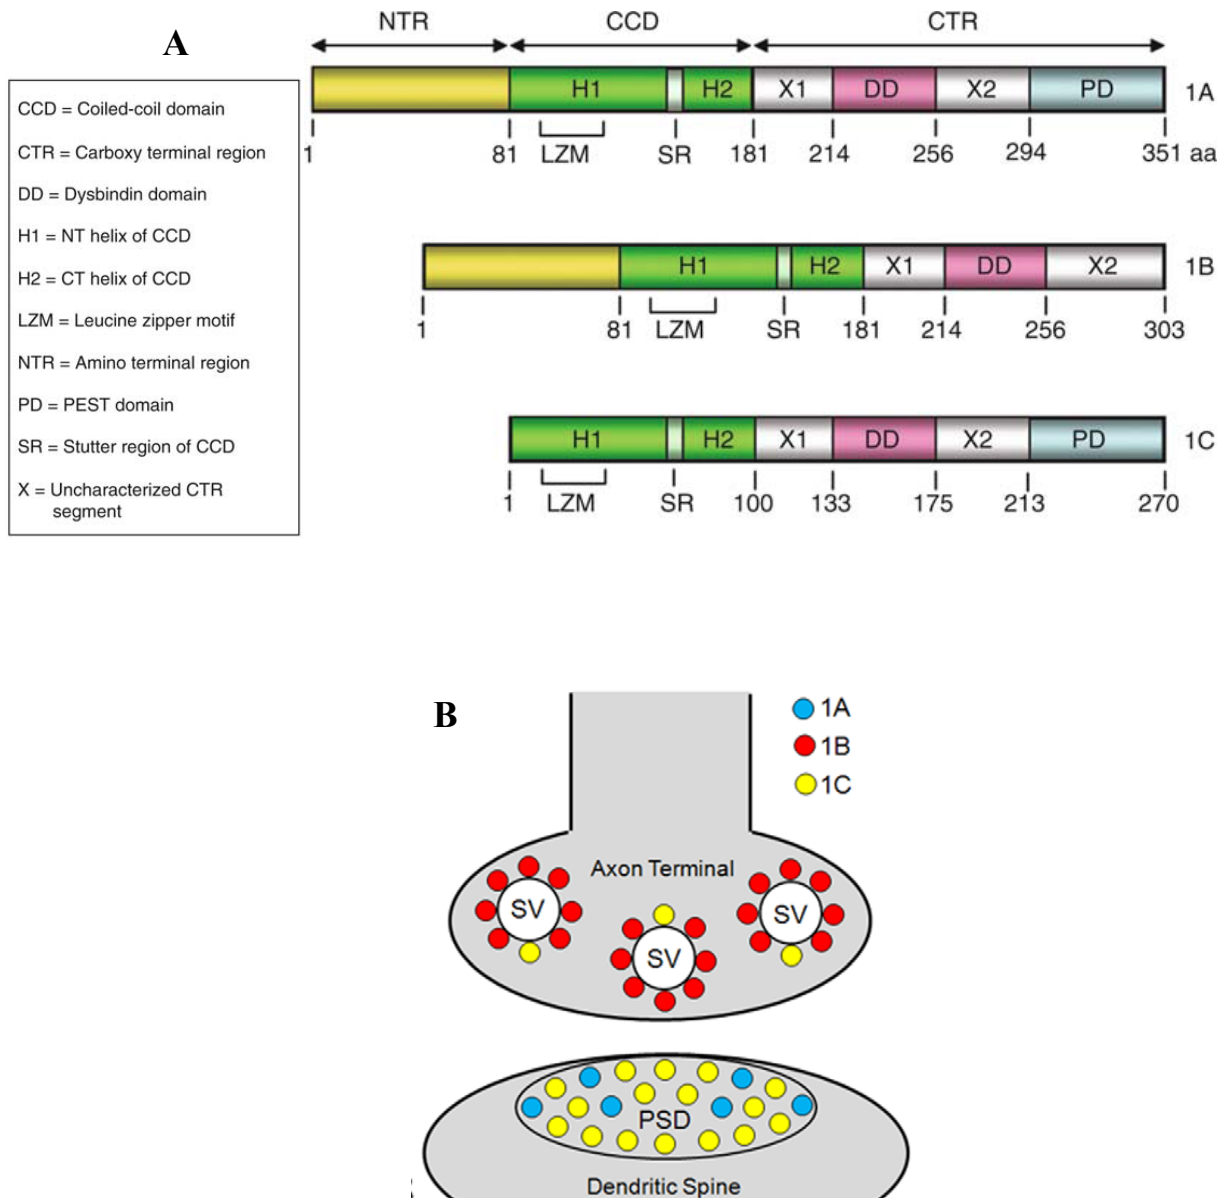 A
NTR CCD CTR
CCD = Coiled-coil domain
CTR = Carboxy terminal region
DD = Dysbindin domain
H1 = NT helix of CCD
H2 = CT helix of CCD
LZM = Leucine zipper motif
NTR = Amino terminal region
PD = PEST domain
SR = Stutter region of CCD
X = Uncharacterized CTR
segment
H1 H2 X1 DD X2 PD 1A
1 81 LZM SR 181 214 256 294 351 aa
H1 H2 X1 DD X2 1B
1 81 LZM SR 181 214 256 303
H1 H2 X1 DD X2 PD 1C
1 LZM SR 100 133 175 213 270
B
1A
1B
1C
Axon Terminal
SV
SV
SV
PSD
Dendritic Spine